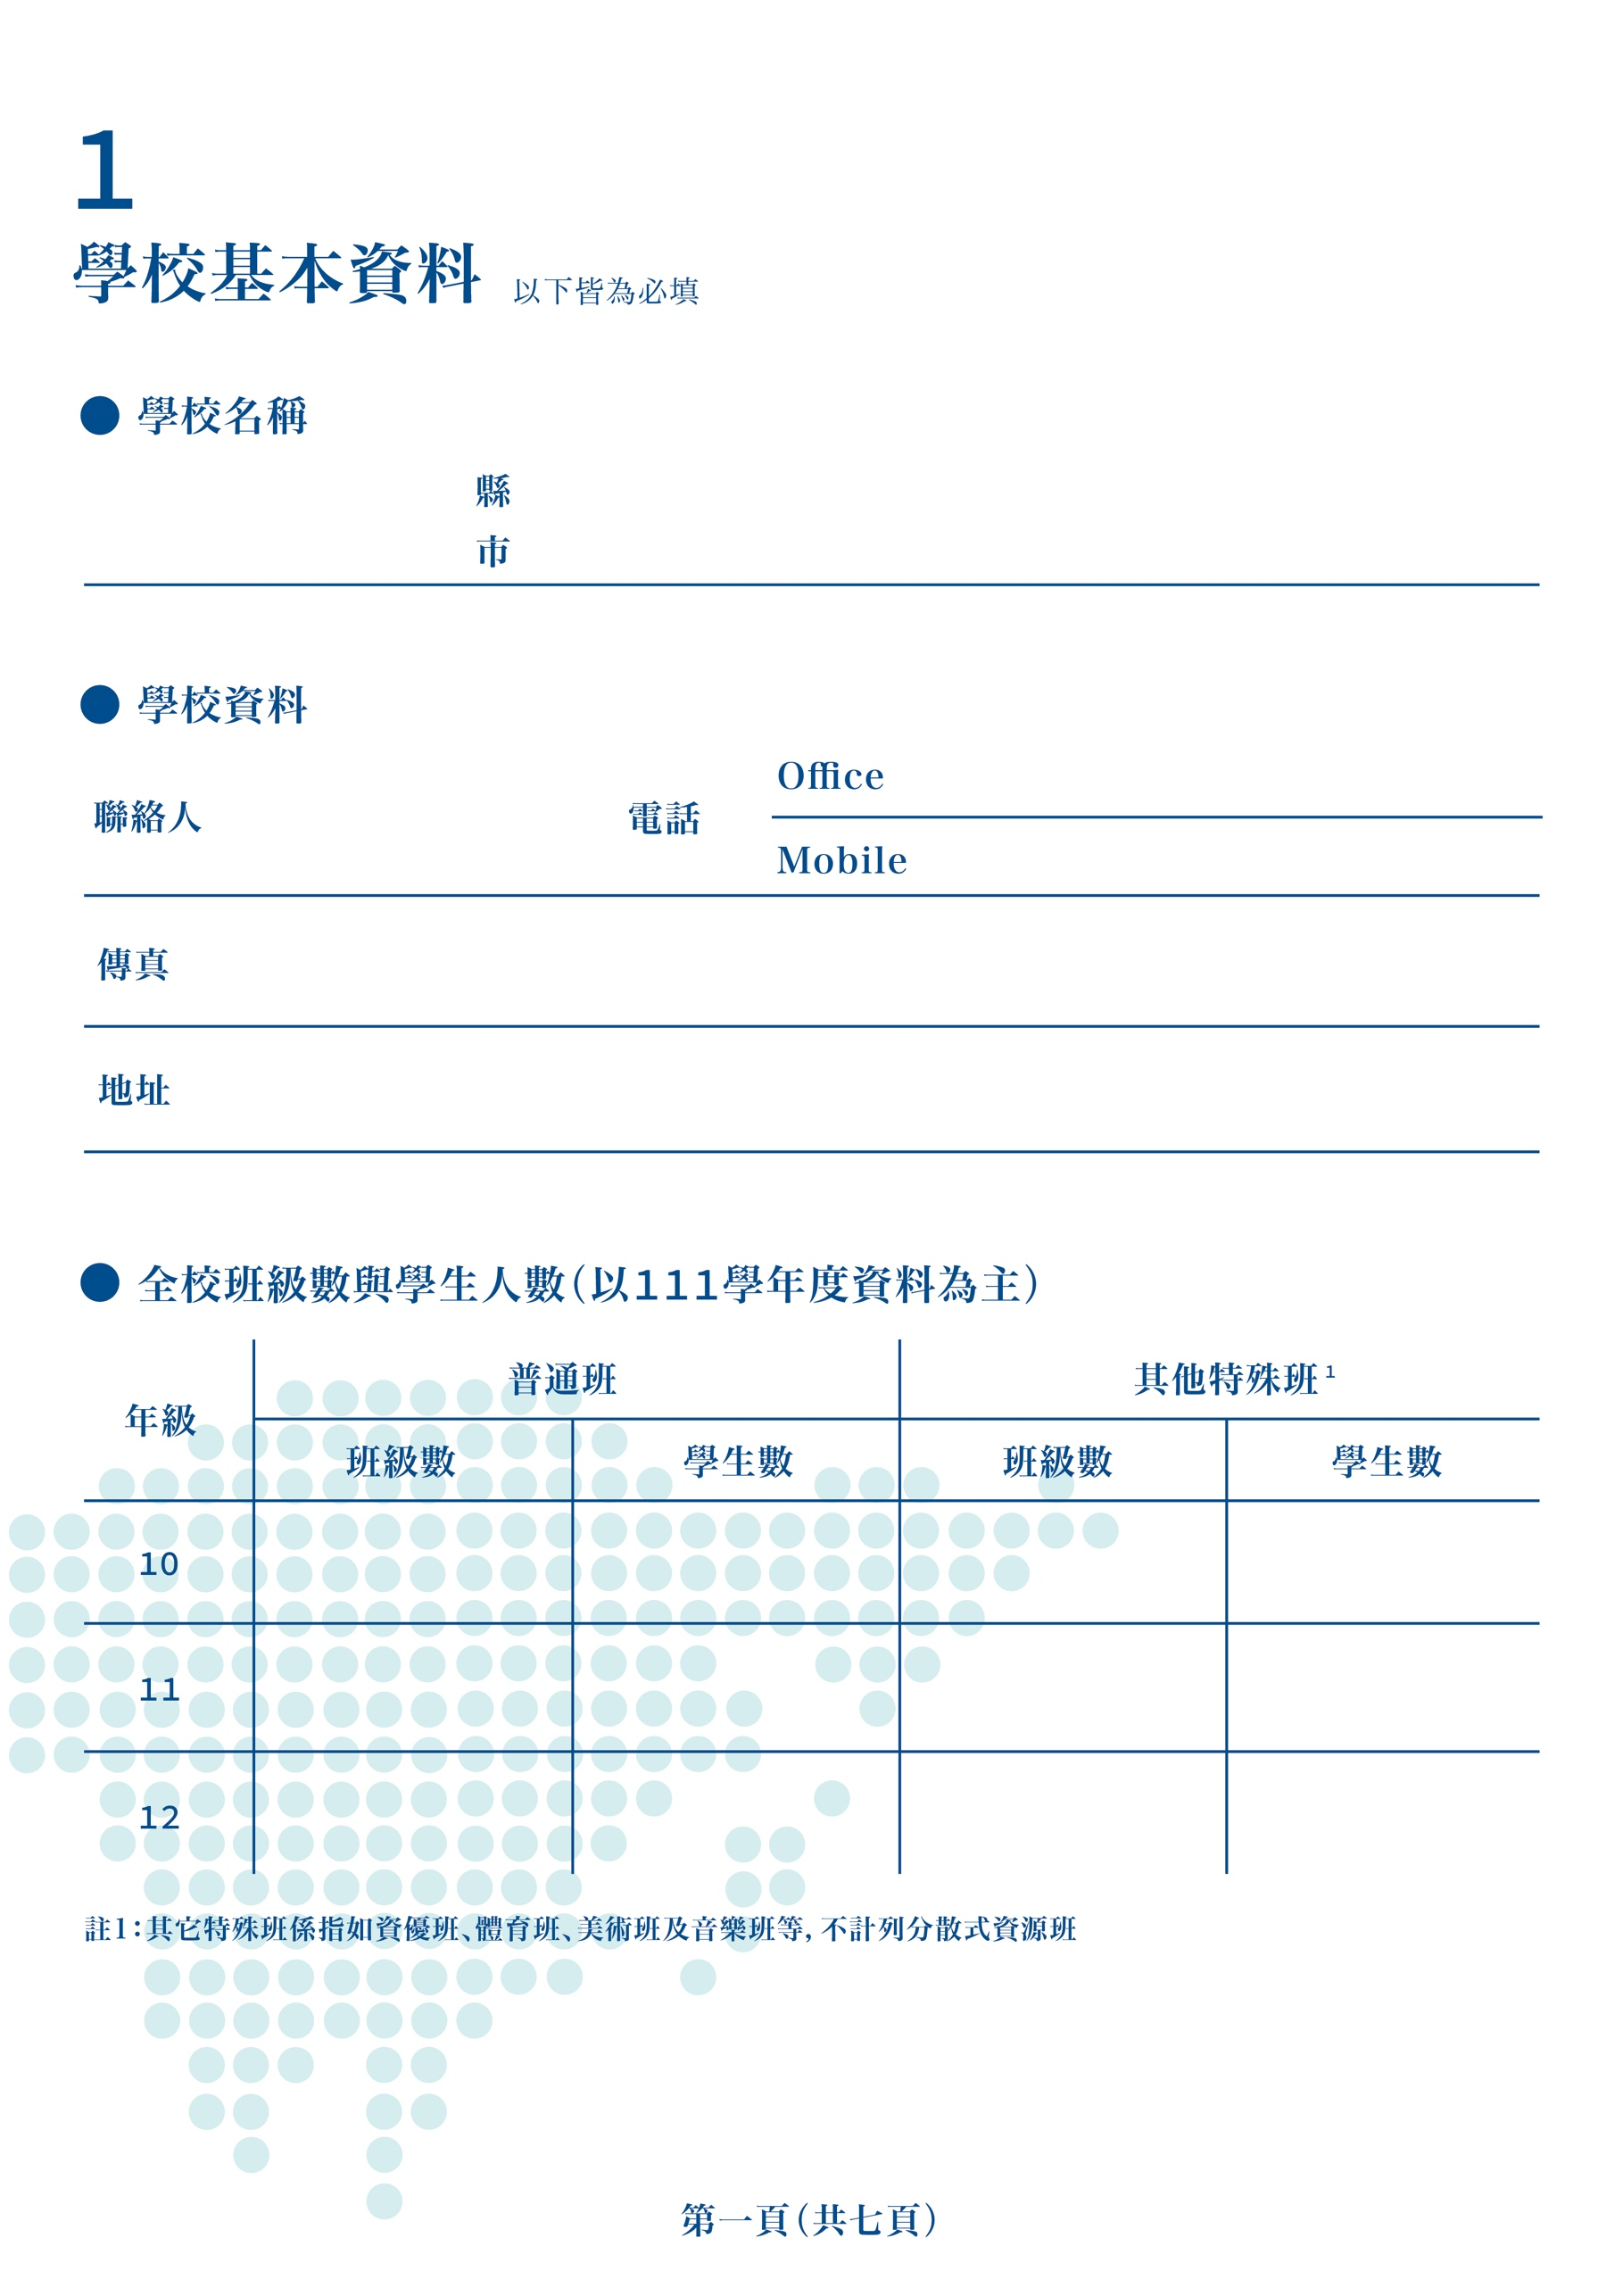 1
學校基本資料 以下皆為必填
學校名稱
縣
市
學校資料
聯絡人 電話 Office
Mobile
傳真
地址
全校班級數與學生人數(以111學年度資料為主)
年級 普通班 其他特殊班1
班級數 學生數 班級數 學生數
10
11
12
註1:其它特殊班係指如資優班、體育班、美術班及音樂班等, 不計列分散式資源班
第一頁(共七頁)